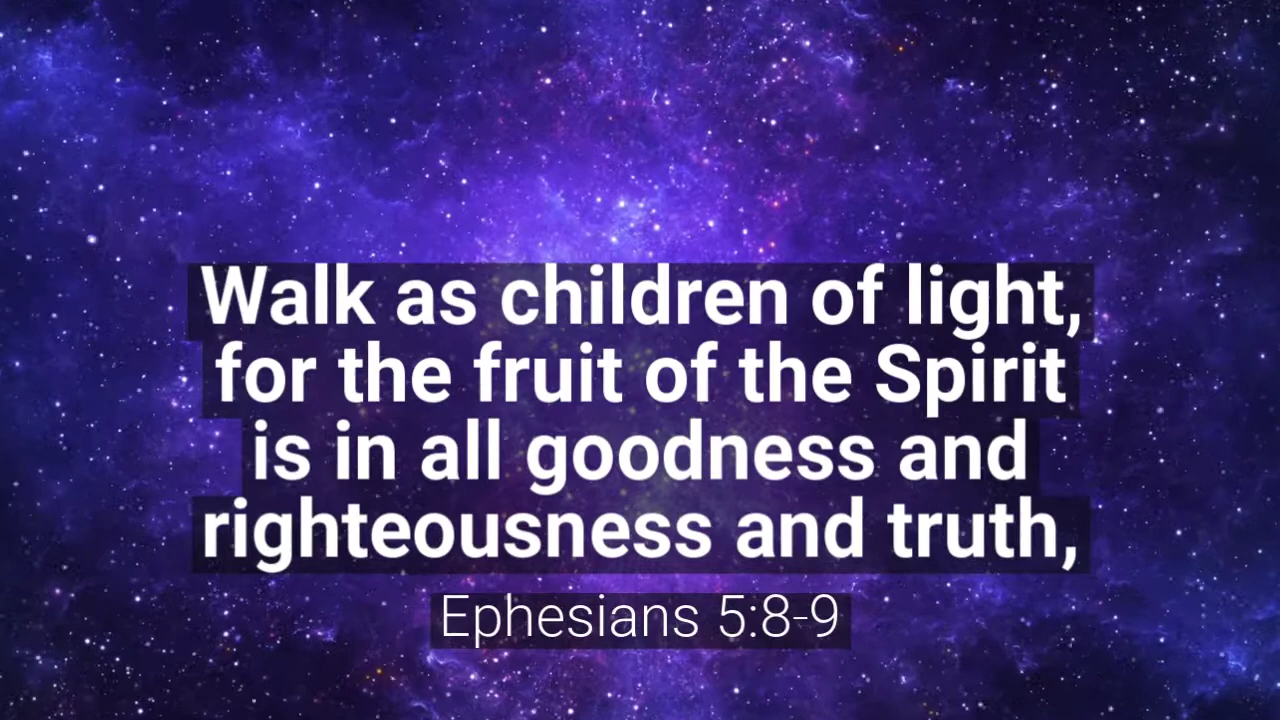 Walk as children of light,
for the fruit of the Spirit
is in all goodness and
righteousness and truth,
Ephesians 5:8-9